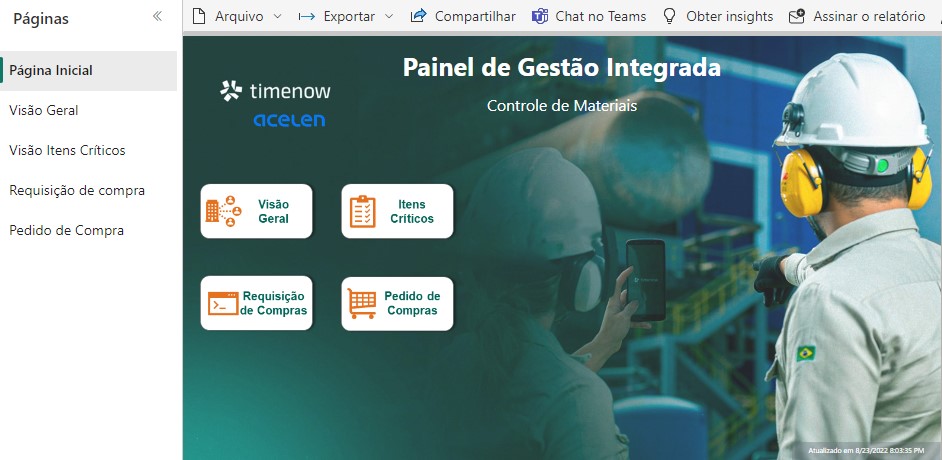 Páginas
Página Inicial
Visão Geral
Visão Itens Críticos
Requisição de compra
Pedido de Compra
Arquivo
Exportar
Compartilhar
Chat no Teams
Obter insights
Assinar o relatório
Painel de Gestão Integrada
Controle de Materiais
timenow
acelen
Visão
Geral
Itens
Críticos
Requisição
de Compras
Pedido de
Compras
Atualizado em 8/23/2022 8:03:35 PM